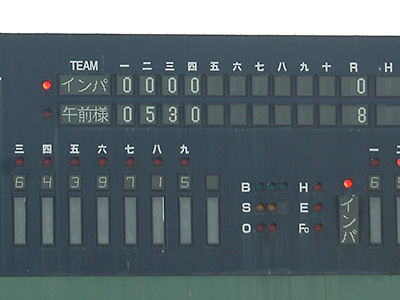 TEAM 一 二 三 四 五 六 七 八 九 十 R H
インパ 0 0 0 0 0
午前様 0 5 3 0 8
三 四 五 六 七 八 九 一
6 4 3 9 7 1 5 6
B H
S E
O Fc
インパ